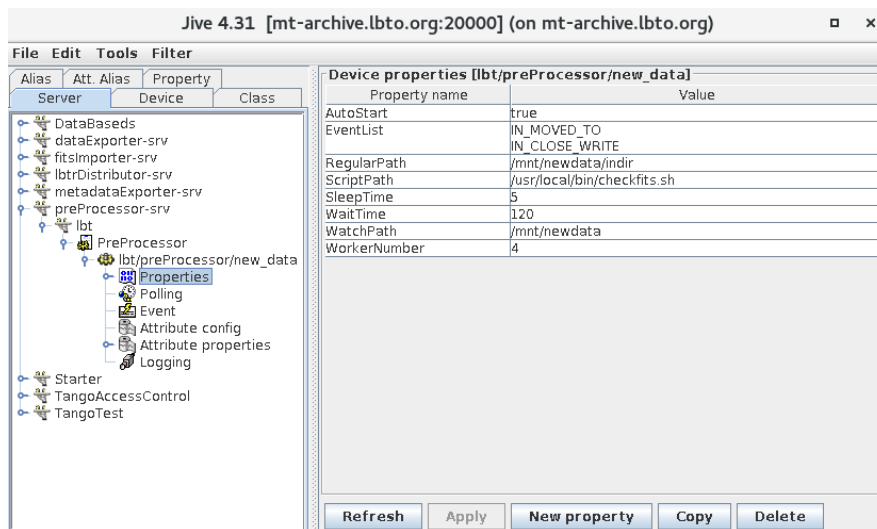 Jive 4.31 [mt-archive.lbto.org:20000] (on mt-archive.lbto.org)
File Edit Tools Filter
Alias Att. Alias Property
Server Device Class
DataBaseds
dataExporter-srv
fitsImporter-srv
lbtrDistributor-srv
metadataExporter-srv
preProcessor-srv
lbt
PreProcessor
lbt/preProcessor/new_data
Properties
Polling
Event
Attribute config
Attribute properties
Logging
Starter
TangoAccessControl
TangoTest
Device properties [lbt/preProcessor/new_data]
Property name Value
AutoStart true
EventList IN_MOVED_TO
IN_CLOSE_WRITE
RegularPath /mnt/newdata/indir
ScriptPath /usr/local/bin/checkfits.sh
SleepTime 5
WaitTime 120
WatchPath /mnt/newdata
WorkerNumber 4
Refresh Apply New property Copy Delete